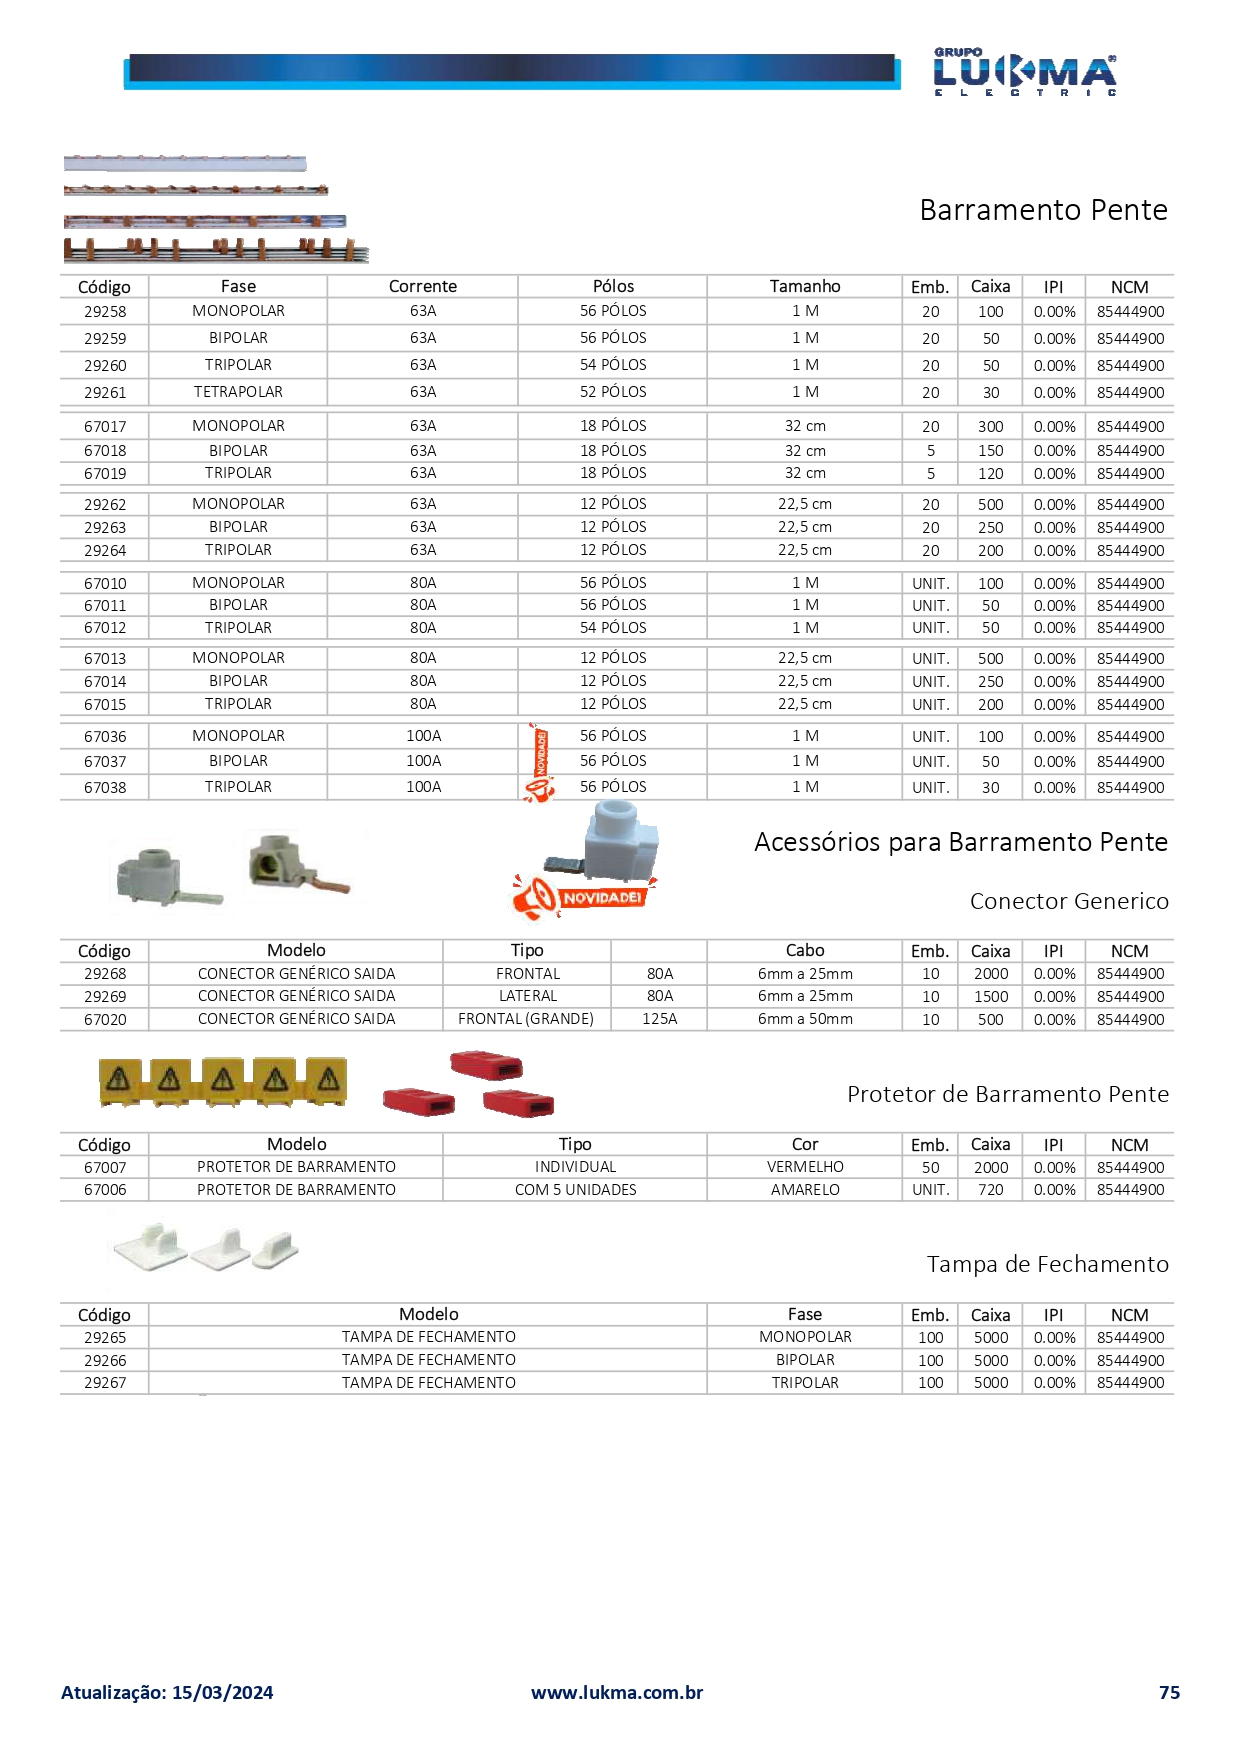 GRUPO
LUKMA
ELECTRIC
Barramento Pente
Código Fase Corrente Pólos Tamanho Emb. Caixa IPI NCM
29258 MONOPOLAR 63A 56 PÓLOS 1 M 20 100 0.00% 85444900
29259 BIPOLAR 63A 56 PÓLOS 1 M 20 50 0.00% 85444900
29260 TRIPOLAR 63A 54 PÓLOS 1 M 20 50 0.00% 85444900
29261 TETRAPOLAR 63A 52 PÓLOS 1 M 20 30 0.00% 85444900
67017 MONOPOLAR 63A 18 PÓLOS 32 cm 20 300 0.00% 85444900
67018 BIPOLAR 63A 18 PÓLOS 32 cm 5 150 0.00% 85444900
67019 TRIPOLAR 63A 18 PÓLOS 32 cm 5 120 0.00% 85444900
29262 MONOPOLAR 63A 12 PÓLOS 22,5 cm 20 500 0.00% 85444900
29263 BIPOLAR 63A 12 PÓLOS 22,5 cm 20 250 0.00% 85444900
29264 TRIPOLAR 63A 12 PÓLOS 22,5 cm 20 200 0.00% 85444900
67010 MONOPOLAR 80A 56 PÓLOS 1 M UNIT. 100 0.00% 85444900
67011 BIPOLAR 80A 56 PÓLOS 1 M UNIT. 50 0.00% 85444900
67012 TRIPOLAR 80A 54 PÓLOS 1 M UNIT. 50 0.00% 85444900
67013 MONOPOLAR 80A 12 PÓLOS 22,5 cm UNIT. 500 0.00% 85444900
67014 BIPOLAR 80A 12 PÓLOS 22,5 cm UNIT. 250 0.00% 85444900
67015 TRIPOLAR 80A 12 PÓLOS 22,5 cm UNIT. 200 0.00% 85444900
67036 MONOPOLAR 100A 56 PÓLOS 1 M UNIT. 100 0.00% 85444900
67037 BIPOLAR 100A 56 PÓLOS 1 M UNIT. 50 0.00% 85444900
67038 TRIPOLAR 100A 56 PÓLOS 1 M UNIT. 30 0.00% 85444900
NOVIDADE!
Acessórios para Barramento Pente
NOVIDADE!
Conector Generico
Código Modelo Tipo Cabo Emb. Caixa IPI NCM
29268 CONECTOR GENÉRICO SAIDA FRONTAL 80A 6mm a 25mm 10 2000 0.00% 85444900
29269 CONECTOR GENÉRICO SAIDA LATERAL 80A 6mm a 25mm 10 1500 0.00% 85444900
67020 CONECTOR GENÉRICO SAIDA FRONTAL (GRANDE) 125A 6mm a 50mm 10 500 0.00% 85444900
Protetor de Barramento Pente
Código Modelo Tipo Cor Emb. Caixa IPI NCM
67007 PROTETOR DE BARRAMENTO INDIVIDUAL VERMELHO 50 2000 0.00% 85444900
67006 PROTETOR DE BARRAMENTO COM 5 UNIDADES AMARELO UNIT. 720 0.00% 85444900
Tampa de Fechamento
Código Modelo Fase Emb. Caixa IPI NCM
29265 TAMPA DE FECHAMENTO MONOPOLAR 100 5000 0.00% 85444900
29266 TAMPA DE FECHAMENTO BIPOLAR 100 5000 0.00% 85444900
29267 TAMPA DE FECHAMENTO TRIPOLAR 100 5000 0.00% 85444900
Atualização: 15/03/2024 www.lukma.com.br 75